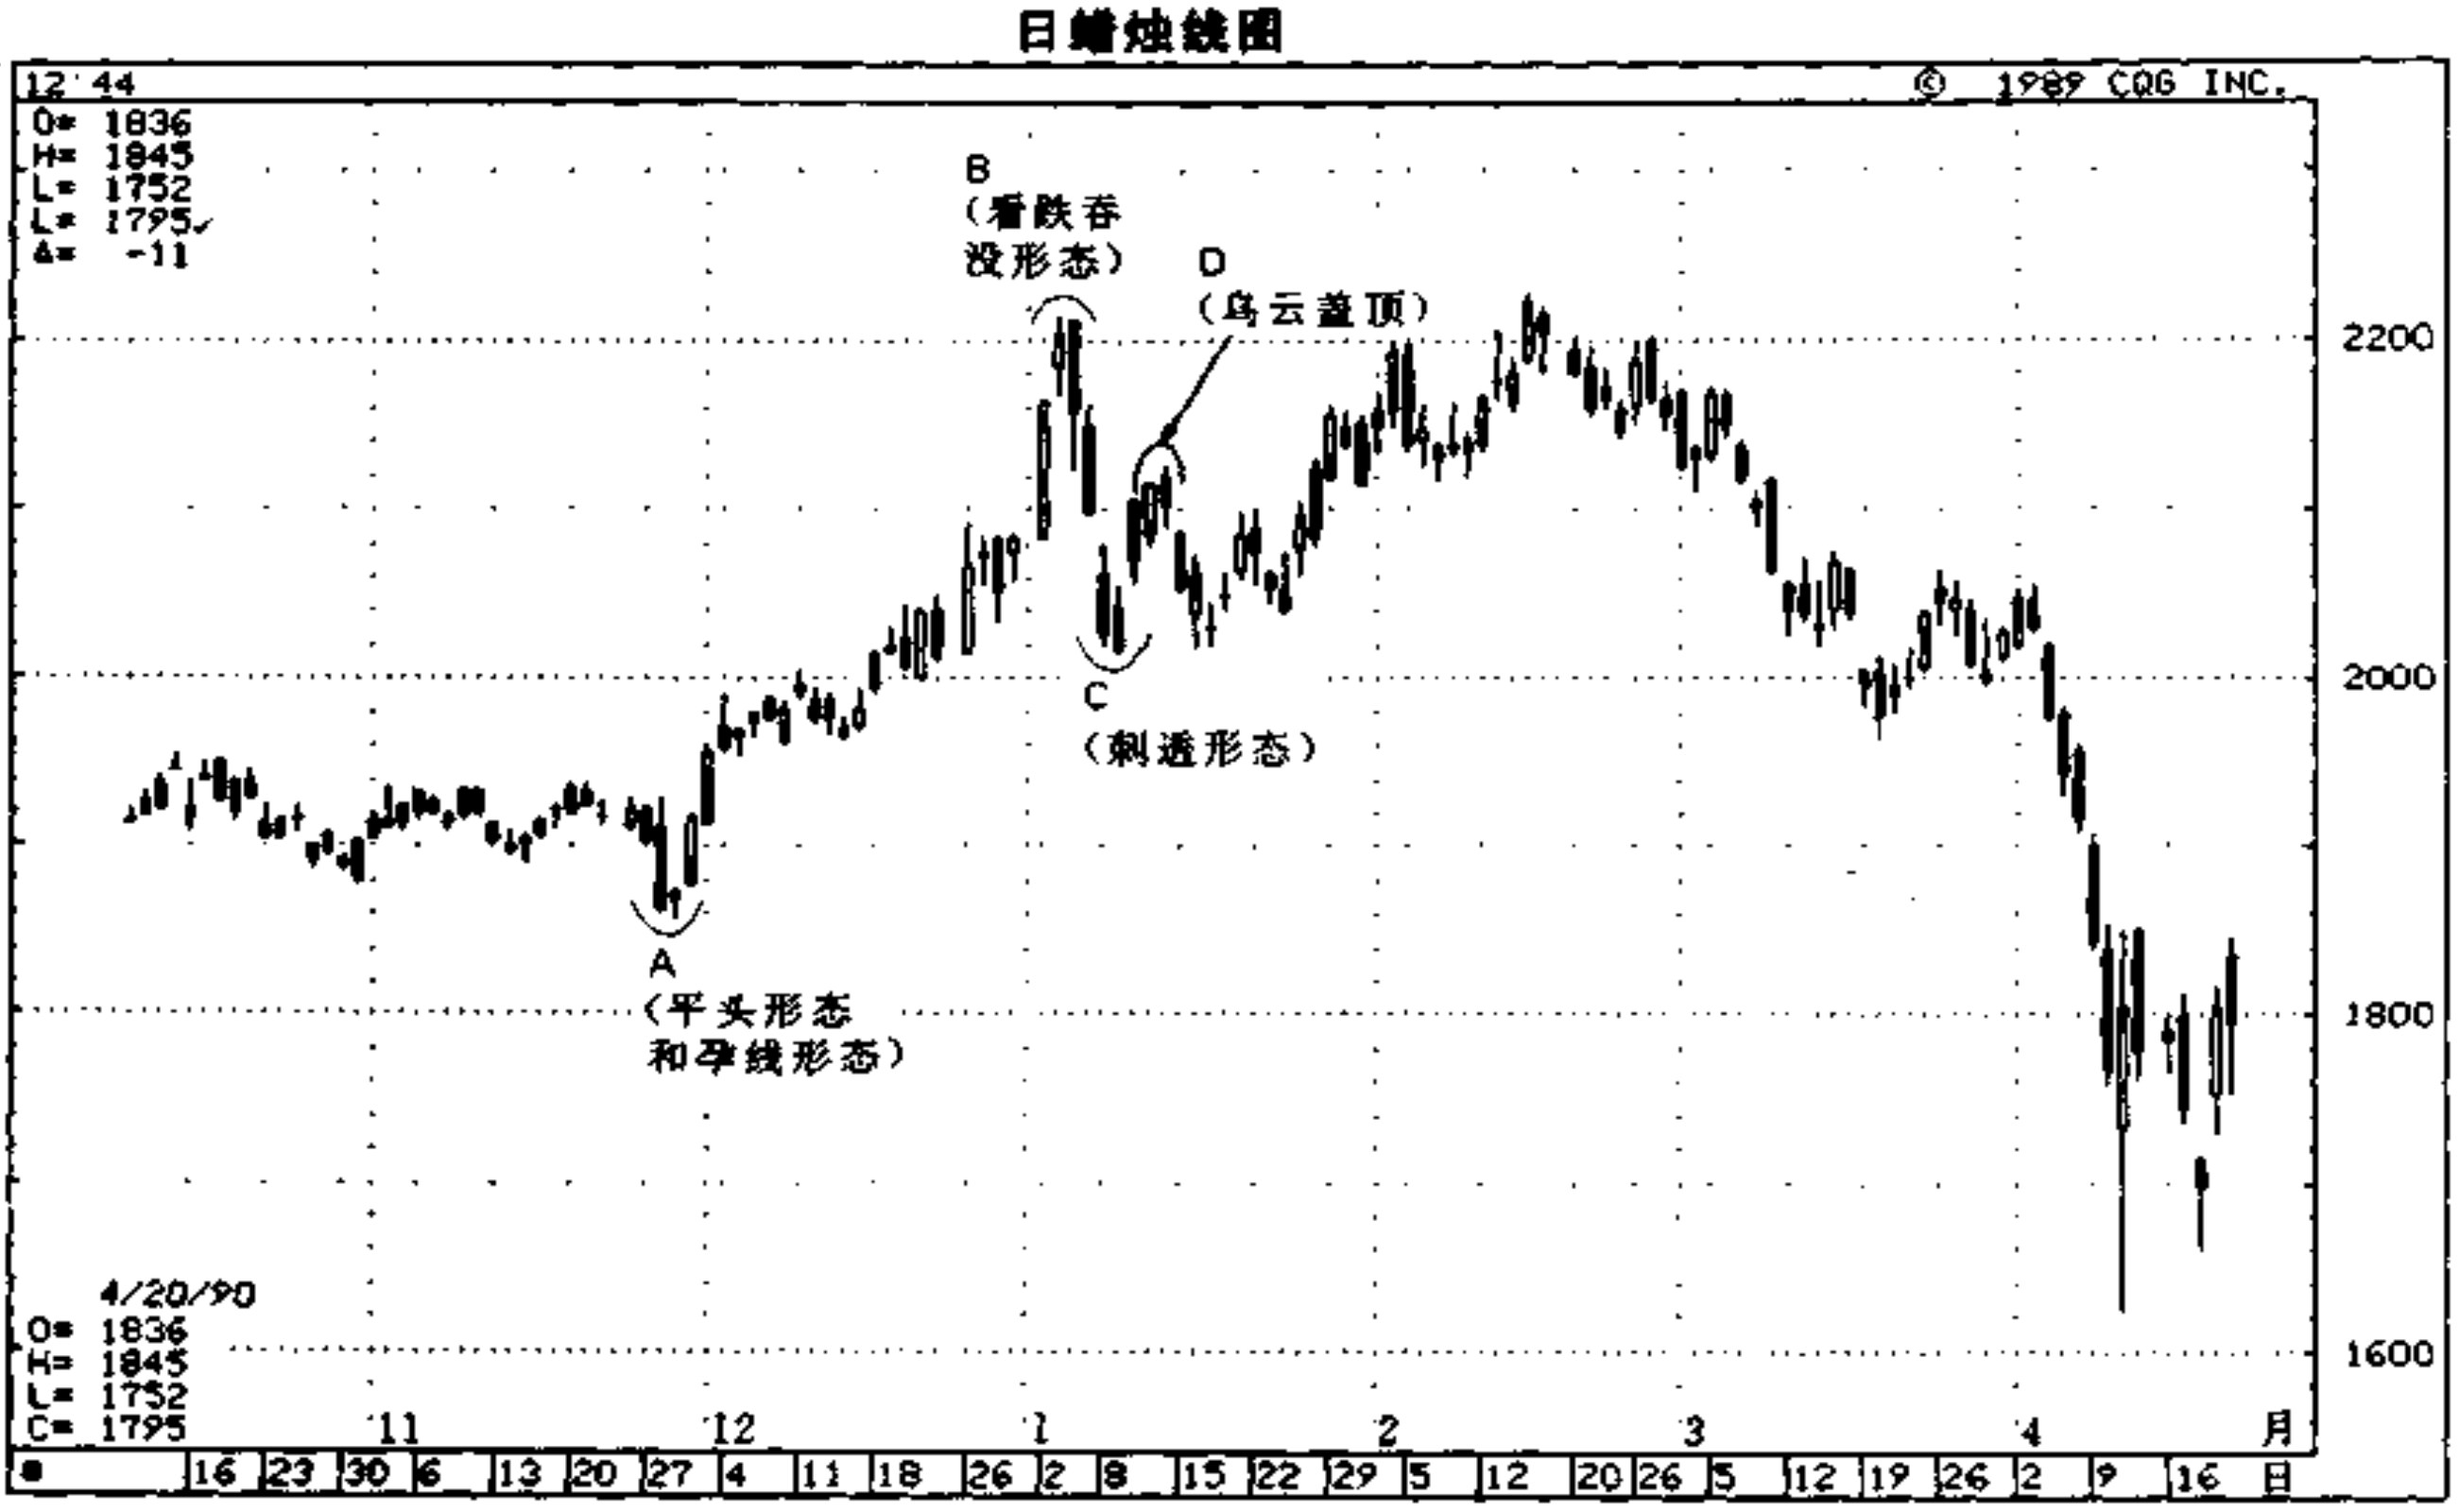 日蜡烛线图
12:44
© 1989 CQG INC.
O= 1836
H= 1845
L= 1752
L= 1795✓
Δ= -11
B
(看跌吞
没形态)
D
(乌云盖顶)
2200
2000
C
(刺透形态)
A
(平头形态
和孕线形态)
1800
1600
4/20/90
O= 1836
H= 1845
L= 1752
C= 1795
11 12 1 2 3 4 月
16 23 30 6 13 20 27 4 11 18 26 2 8 15 22 29 5 12 20 26 5 12 19 26 2 9 16 日